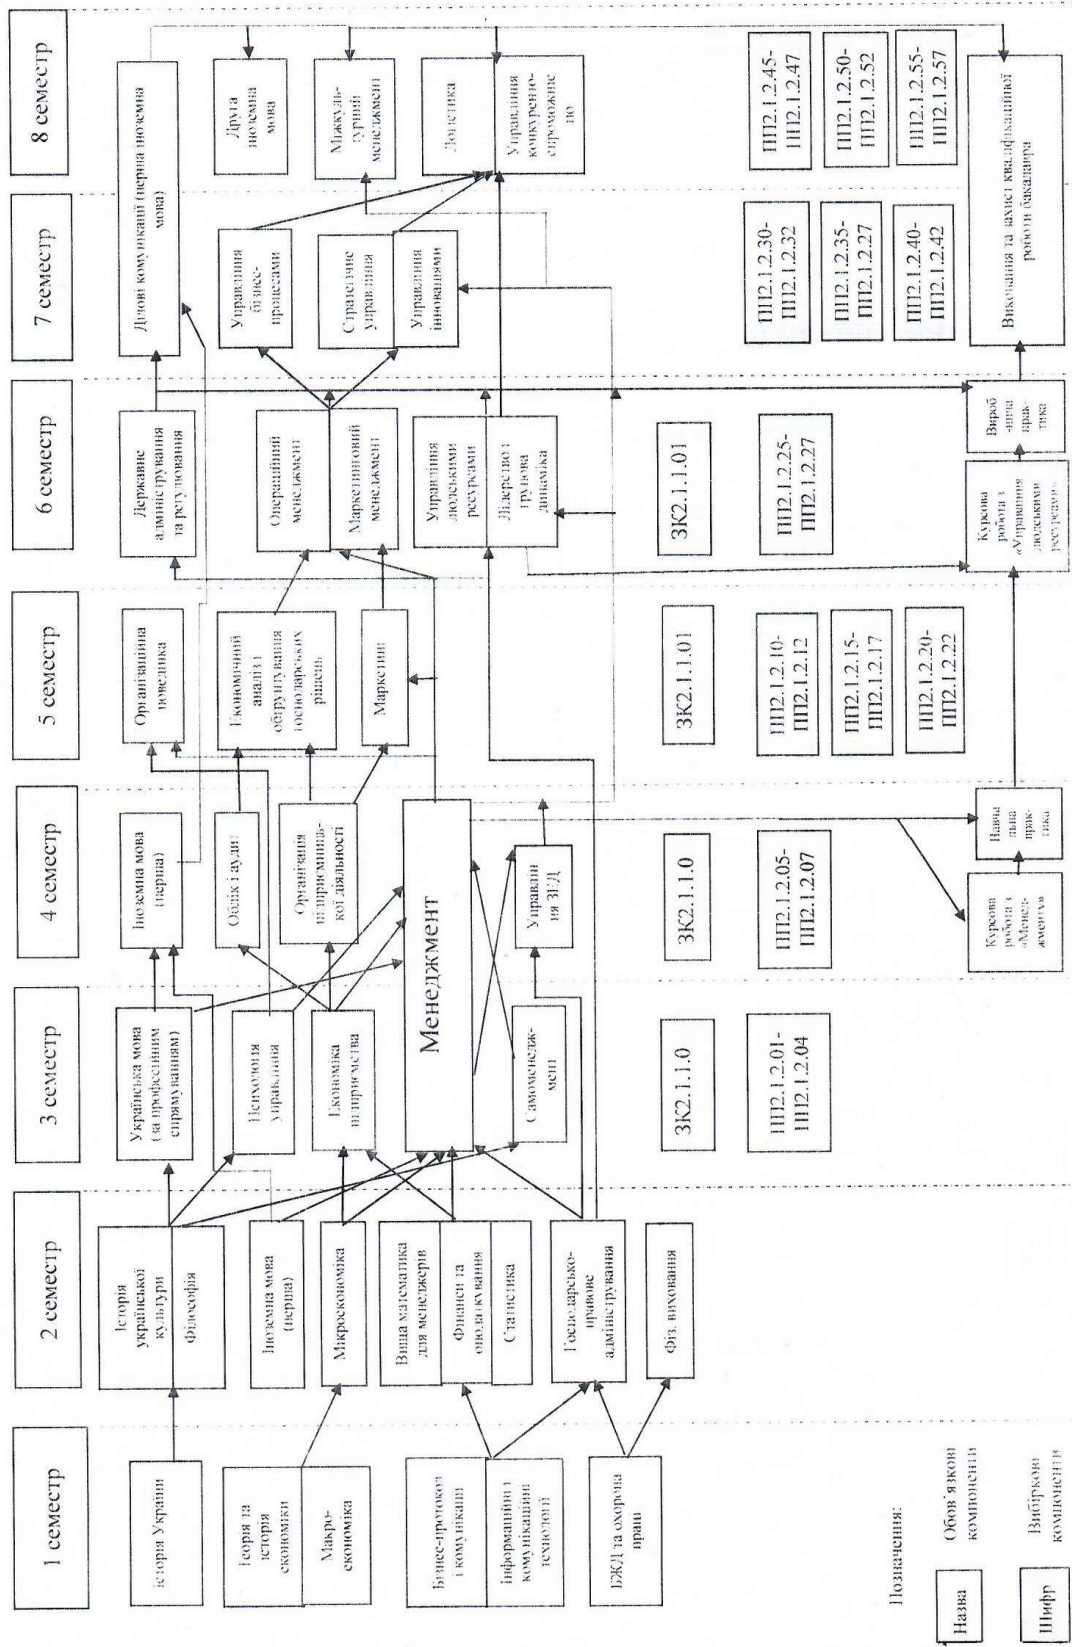 1 семестр
2 семестр
3 семестр
4 семестр
5 семестр
6 семестр
7 семестр
8 семестр
Історія України
Теорія та
історія
економіки
Макро-
економіка
Бізнес-протокол
і комунікації
Інформаційні і
комунікаційні
технології
БЖД та охорона
праці
Історія
української
культури
Філософія
Іноземна мова
(перша)
Мікроекономіка
Вища математика
для менеджерів
Фінанси та
оподаткування
Статистика
Господарсько-
правове
адміністрування
Фіз. виховання
Українська мова
(за професійним
спрямуванням)
Психологія
управління
Економіка
підприємства
Менеджмент
Самоменедж-
мент
ЗК2.1.1.0
ПП2.1.2.01-
ПП2.1.2.04
Іноземна мова
(перша)
Облік і аудит
Організація
підприємниць-
кої діяльності
Управлін
ня ЗЕД
ЗК2.1.1.0
ПП2.1.2.05-
ПП2.1.2.07
Курсова
робота з
«Менед-
жменту»
Навча
льна
прак-
тика
Організаційна
поведінка
Економічний
аналіз і
обґрунтування
господарських
рішень
Маркетинг
ЗК2.1.1.01
ПП2.1.2.10-
ПП2.1.2.12
ПП2.1.2.15-
ПП2.1.2.17
ПП2.1.2.20-
ПП2.1.2.22
Державне
адміністрування
та регулювання
Операційний
менеджмент
Маркетинговий
менеджмент
Управління
людськими
ресурсами
Лідерство і
групова
динаміка
ЗК2.1.1.01
ПП2.1.2.25-
ПП2.1.2.27
Курсова
робота з
«Управління
людськими
ресурсами»
Вироб
-нича
прак-
тика
Ділові комунікації (перша іноземна
мова)
Управління
бізнес-
процесами
Стратегічне
управління
Управління
інноваціями
ПП2.1.2.30-
ПП2.1.2.32
ПП2.1.2.35-
ПП2.1.2.27
ПП2.1.2.40-
ПП2.1.2.42
Друга
іноземна
мова
Міжкуль-
турний
менеджмент
Логістика
Управління
конкуренто-
спроможніс
тю
ПП2.1.2.45-
ПП2.1.2.47
ПП2.1.2.50-
ПП2.1.2.52
ПП2.1.2.55-
ПП2.1.2.57
Виконання та захист кваліфікаційної
роботи бакалавра
Позначення:
Назва
Обов'язкові
компоненти
Шифр
Вибіркові
компоненти